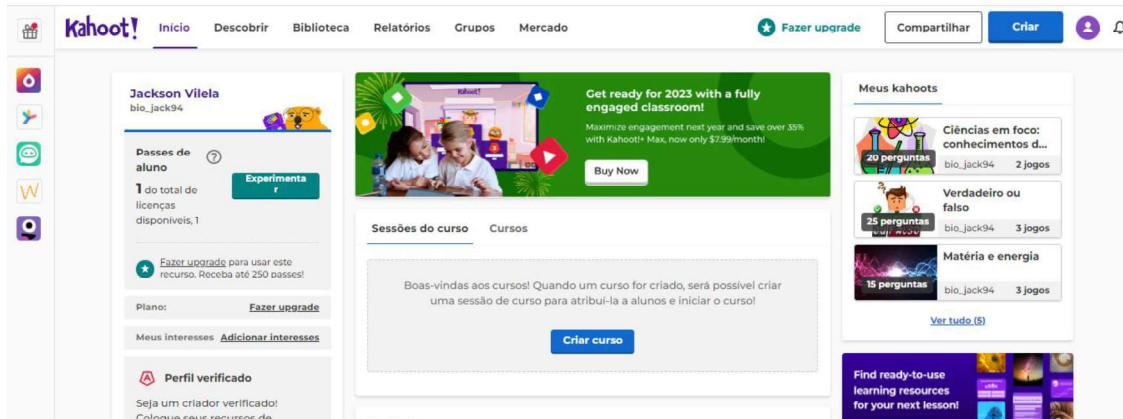 Kahoot!
Início
Descobrir
Biblioteca
Relatórios
Grupos
Mercado
Fazer upgrade
Compartilhar
Criar
Jackson Vilela
bio_jack94
Passes de
aluno
1 do total de
licenças
disponíveis, 1
Experimenta
r
Fazer upgrade para usar este
recurso. Receba até 250 passes!
Plano:
Fazer upgrade
Meus interesses
Adicionar interesses
Perfil verificado
Seja um criador verificado!
Coloque seus recursos de
Kahoot!
Get ready for 2023 with a fully
engaged classroom!
Maximize engagement next year and save over 35%
with Kahoot!+ Max, now only $7.99/month!
Buy Now
Sessões do curso
Cursos
Boas-vindas aos cursos! Quando um curso for criado, será possível criar
uma sessão de curso para atribuí-la a alunos e iniciar o curso!
Criar curso
Meus kahoots
20 perguntas
Ciências em foco:
conhecimentos d...
bio_jack94
2 jogos
25 perguntas
Verdadeiro ou
falso
bio_jack94
3 jogos
15 perguntas
Matéria e energia
bio_jack94
3 jogos
Ver tudo (5)
Find ready-to-use
learning resources
for your next lesson!